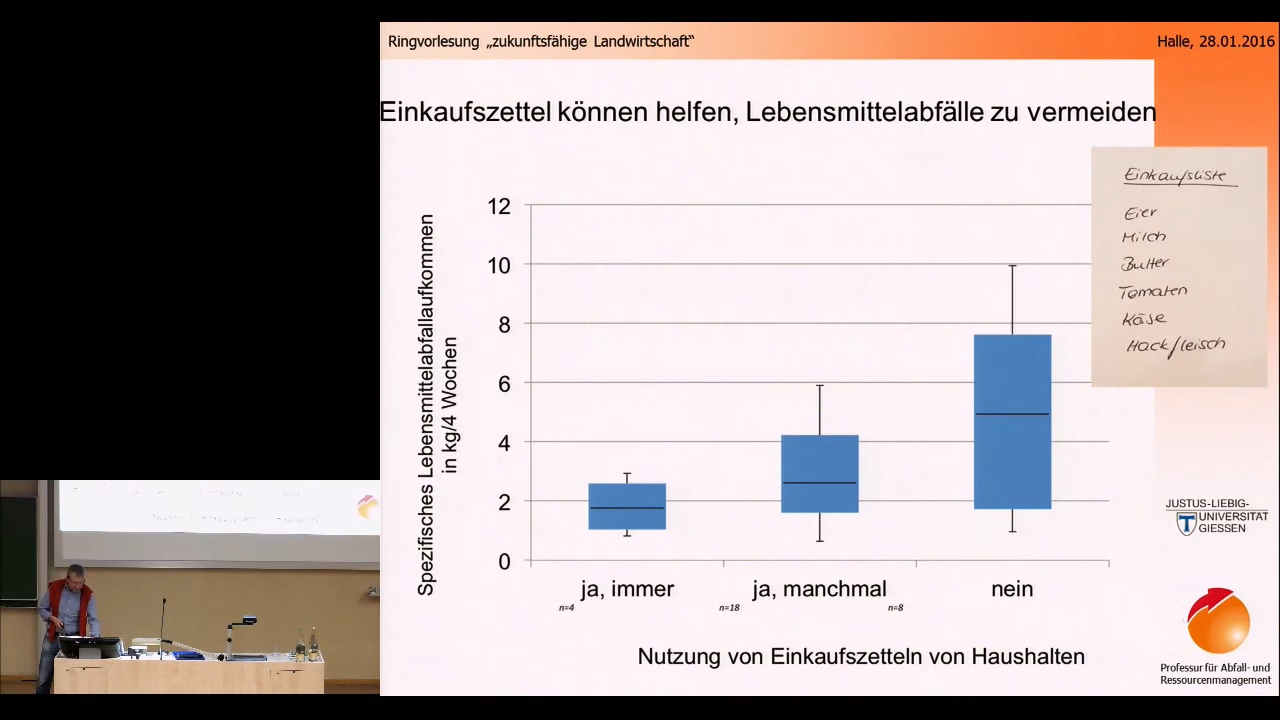 Ringvorlesung „zukunftsfähige Landwirtschaft“
Halle, 28.01.2016
Einkaufszettel können helfen, Lebensmittelabfälle zu vermeiden
Einkaufsliste
Eier
Milch
Butter
Tomaten
Käse
Hackfleisch
Spezifisches Lebensmittelabfallaufkommen
in kg/4 Wochen
12
10
8
6
4
2
0
ja, immer
ja, manchmal
nein
n=4
n=18
n=8
Nutzung von Einkaufszetteln von Haushalten
JUSTUS-LIEBIG-
UNIVERSITÄT
GIESSEN
Professur für Abfall- und
Ressourcenmanagement